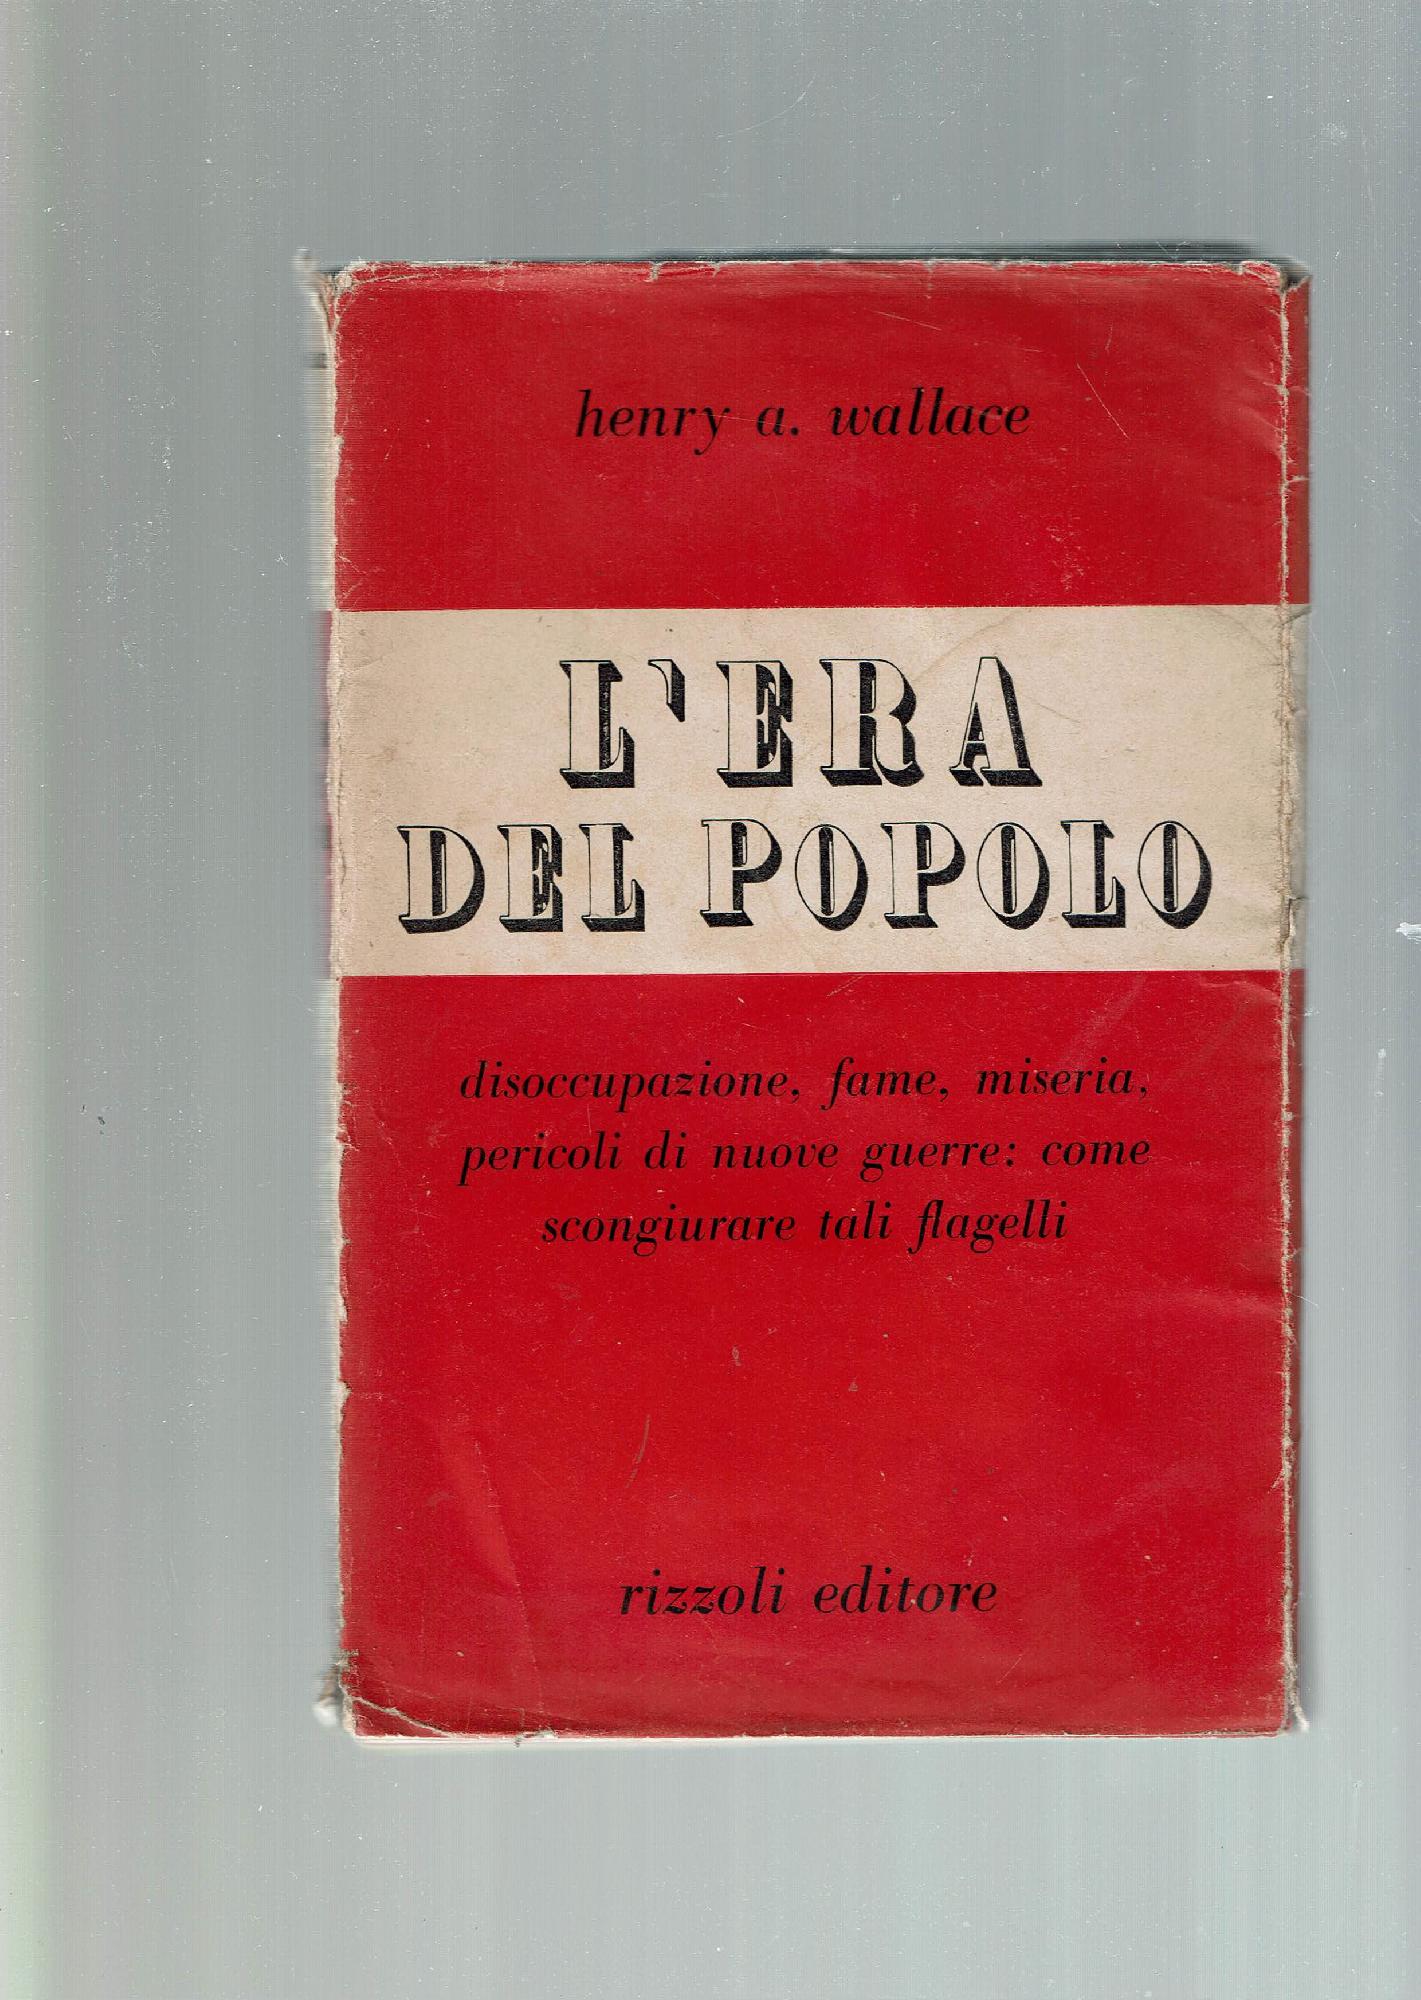 henry a. wallace
L'ERA
DEL POPOLO
disoccupazione, fame, miseria,
pericoli di nuove guerre: come
scongiurare tali flagelli
rizzoli editore